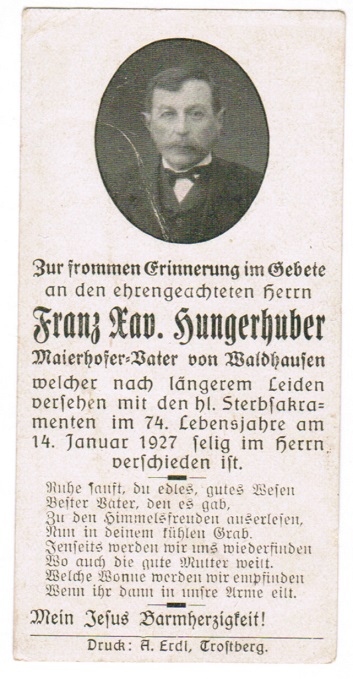 Zur frommen Erinnerung im Gebete
an den ehrengeachteten Herrn
Franz Xav. Hungerhuber
Maierhofer-Vater von Waldhausen
welcher nach längerem Leiden
versehen mit den hl. Sterbsakra-
menten im 74. Lebensjahre am
14. Januar 1927 selig im Herrn
verschieden ist.
Ruhe sanft, du edles, gutes Wesen
Bester Vater, den es gab,
Zu den Himmelsfreuden auserlesen,
Nun in deinem kühlen Grab.
Jenseits werden wir uns wiederfinden
Wo auch die gute Mutter weilt.
Welche Wonne werden wir empfinden
Wenn ihr dann in unsre Arme eilt.
Mein Jesus Barmherzigkeit!
Druck: A. Erdl, Trostberg.